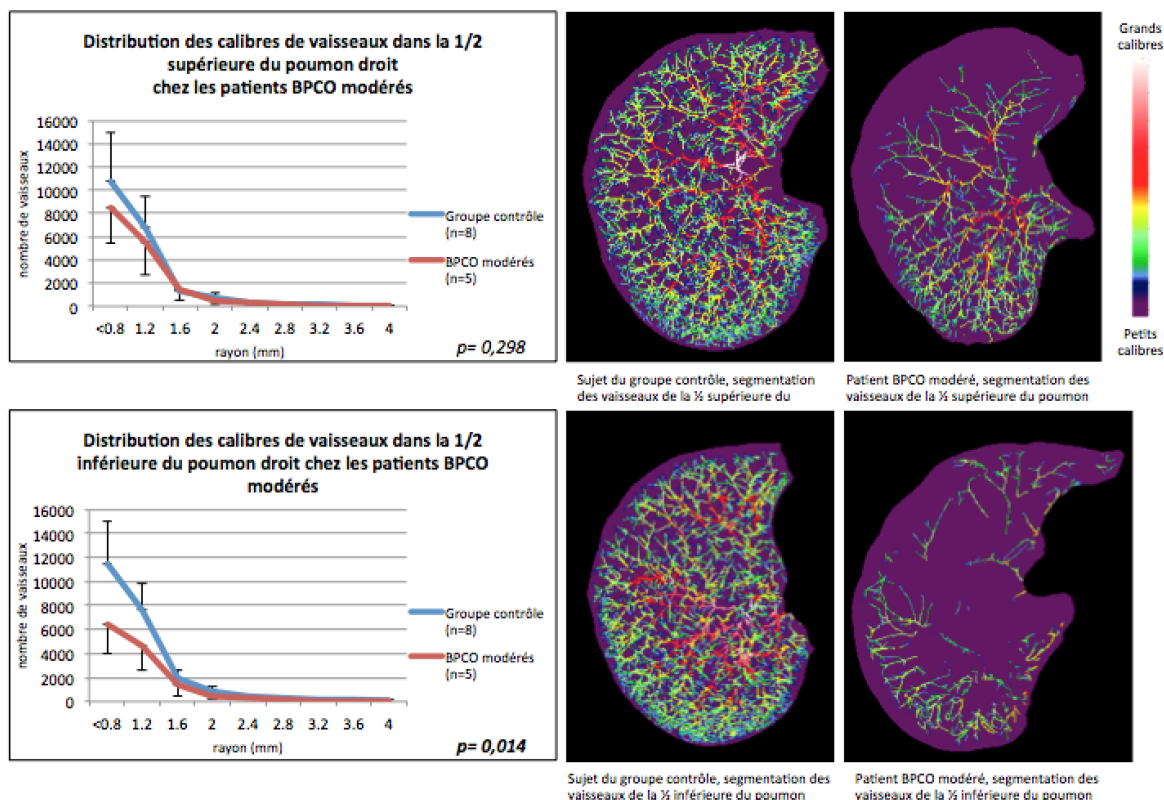 Distribution des calibres de vaisseaux dans la 1/2
supérieure du poumon droit
chez les patients BPCO modérés
16000
14000
12000
10000
8000
6000
4000
2000
0
nombre de vaisseaux
<0.8 1.2 1.6 2 2.4 2.8 3.2 3.6 4
rayon (mm)
Groupe contrôle
(n=8)
BPCO modérés
(n=5)
p= 0,298
Sujet du groupe contrôle, segmentation
des vaisseaux de la ½ supérieure du
Patient BPCO modéré, segmentation des
vaisseaux de la ½ supérieure du poumon
Grands
calibres
Petits
calibres
Distribution des calibres de vaisseaux dans la 1/2
inférieure du poumon droit chez les patients BPCO
modérés
16000
14000
12000
10000
8000
6000
4000
2000
0
nombre de vaisseaux
<0.8 1.2 1.6 2 2.4 2.8 3.2 3.6 4
rayon (mm)
Groupe contrôle
(n=8)
BPCO modérés
(n=5)
p= 0,014
Sujet du groupe contrôle, segmentation des
vaisseaux de la ½ inférieure du poumon
Patient BPCO modéré, segmentation des
vaisseaux de la ½ inférieure du poumon